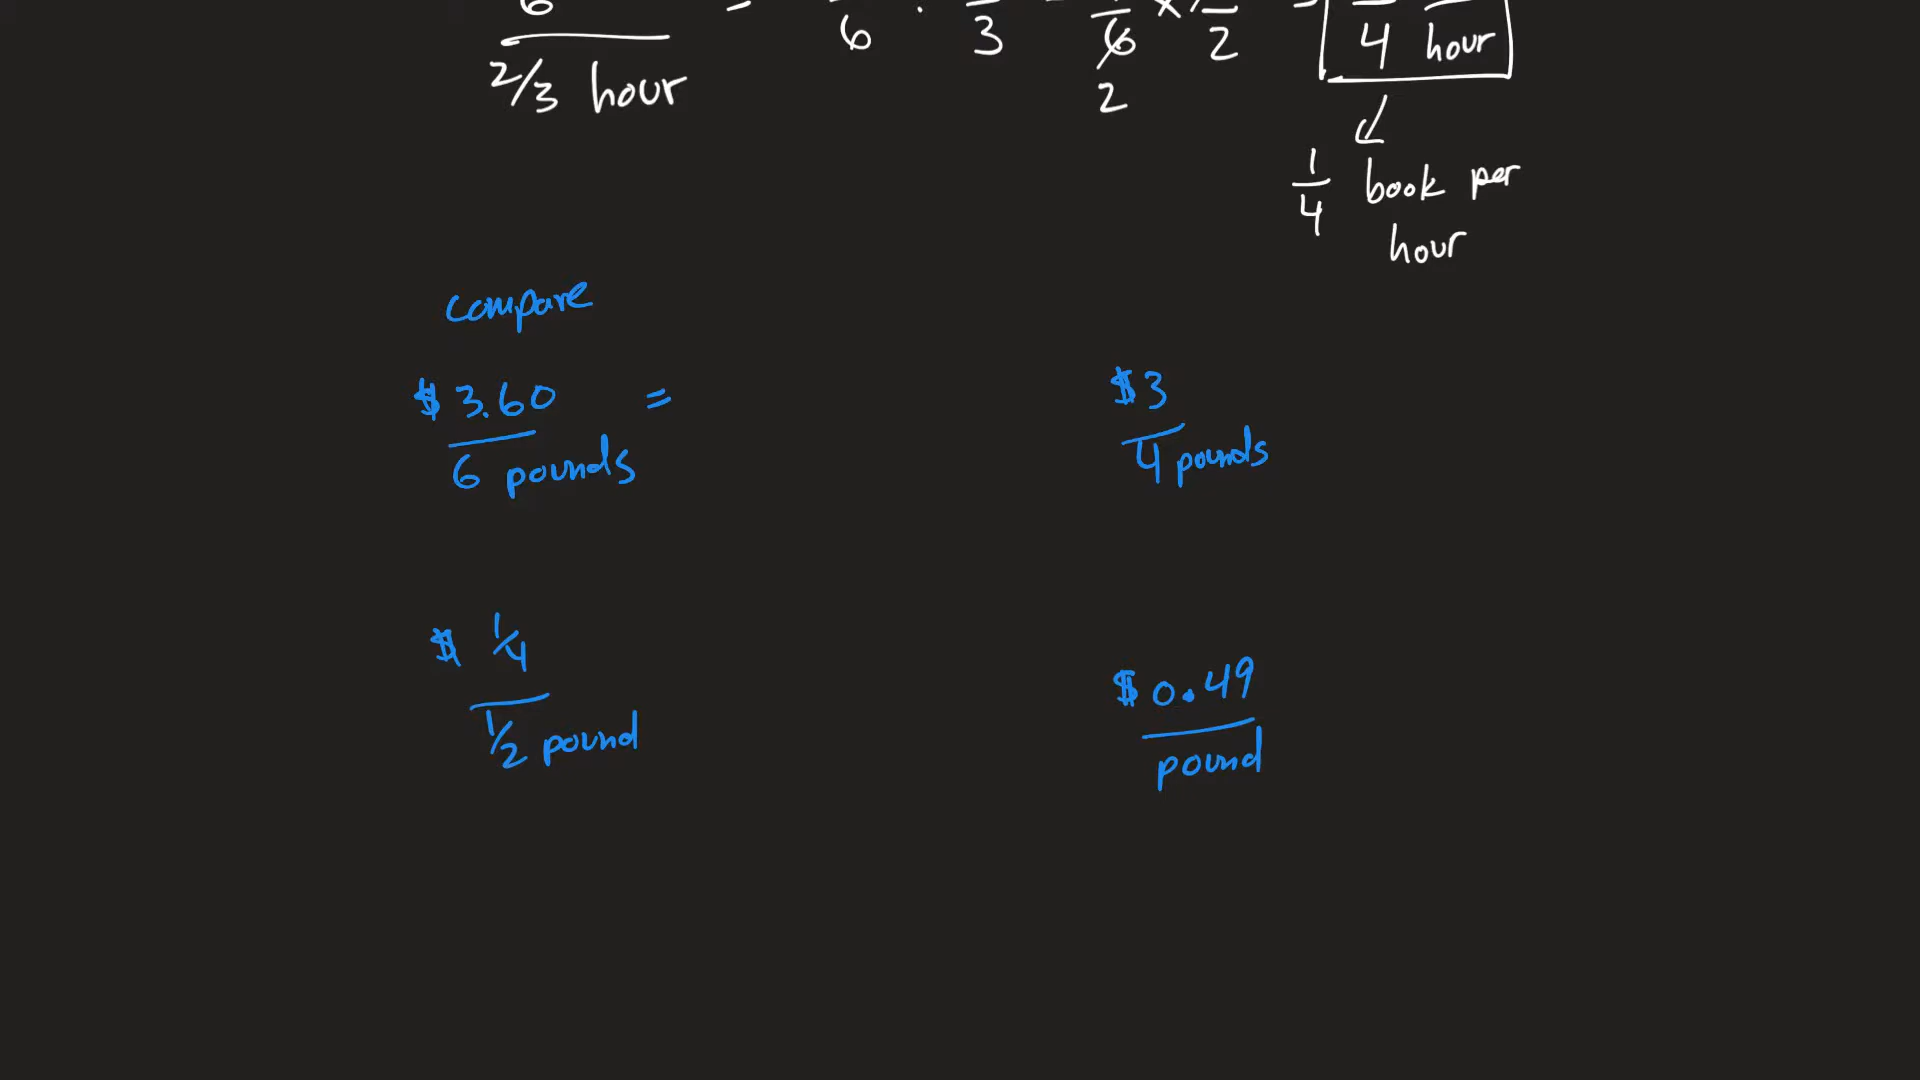 6 = 6 ÷ 3 = 6 × 2 = 4 hour
2/3 hour 2
1/4 book per
hour
compare
$ 3.60 = $3
6 pounds 4 pounds
$ 1/4 $0.49
1/2 pound pound